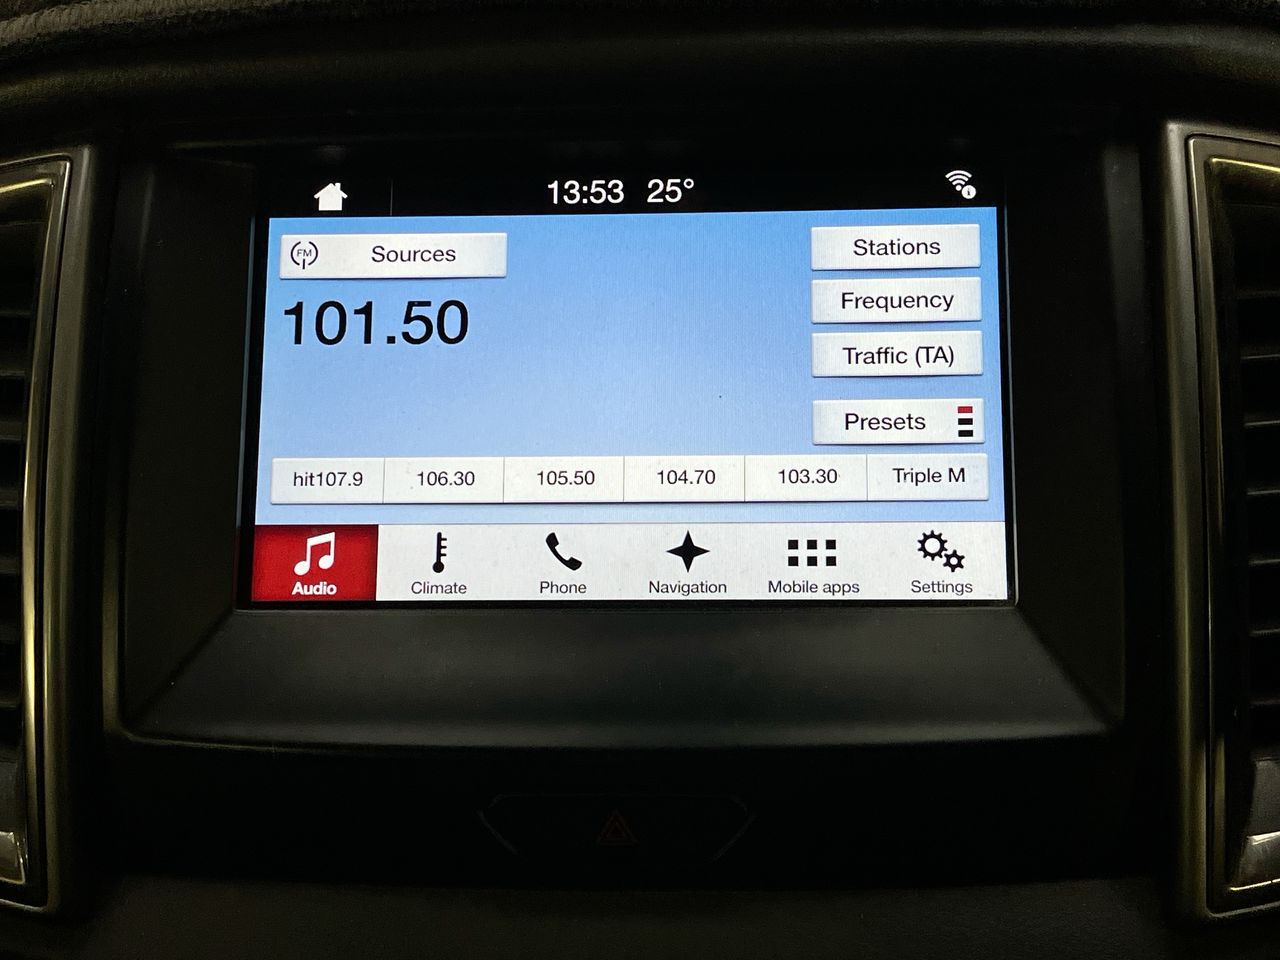 13:53 25°
FM Sources
Stations
101.50
Frequency
Traffic (TA)
Presets
hit107.9 106.30 105.50 104.70 103.30 Triple M
Audio Climate Phone Navigation Mobile apps Settings